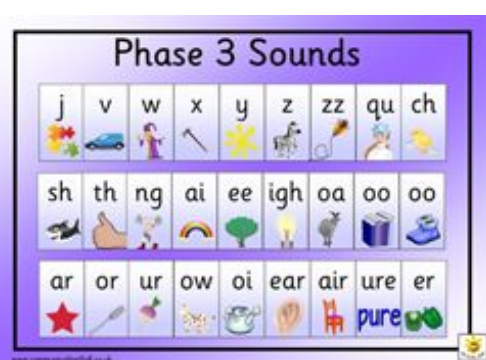 Phase 3 Sounds
j v w x y z zz qu ch
sh th ng ai ee igh oa oo oo
ar or ur ow oi ear air ure er
pure